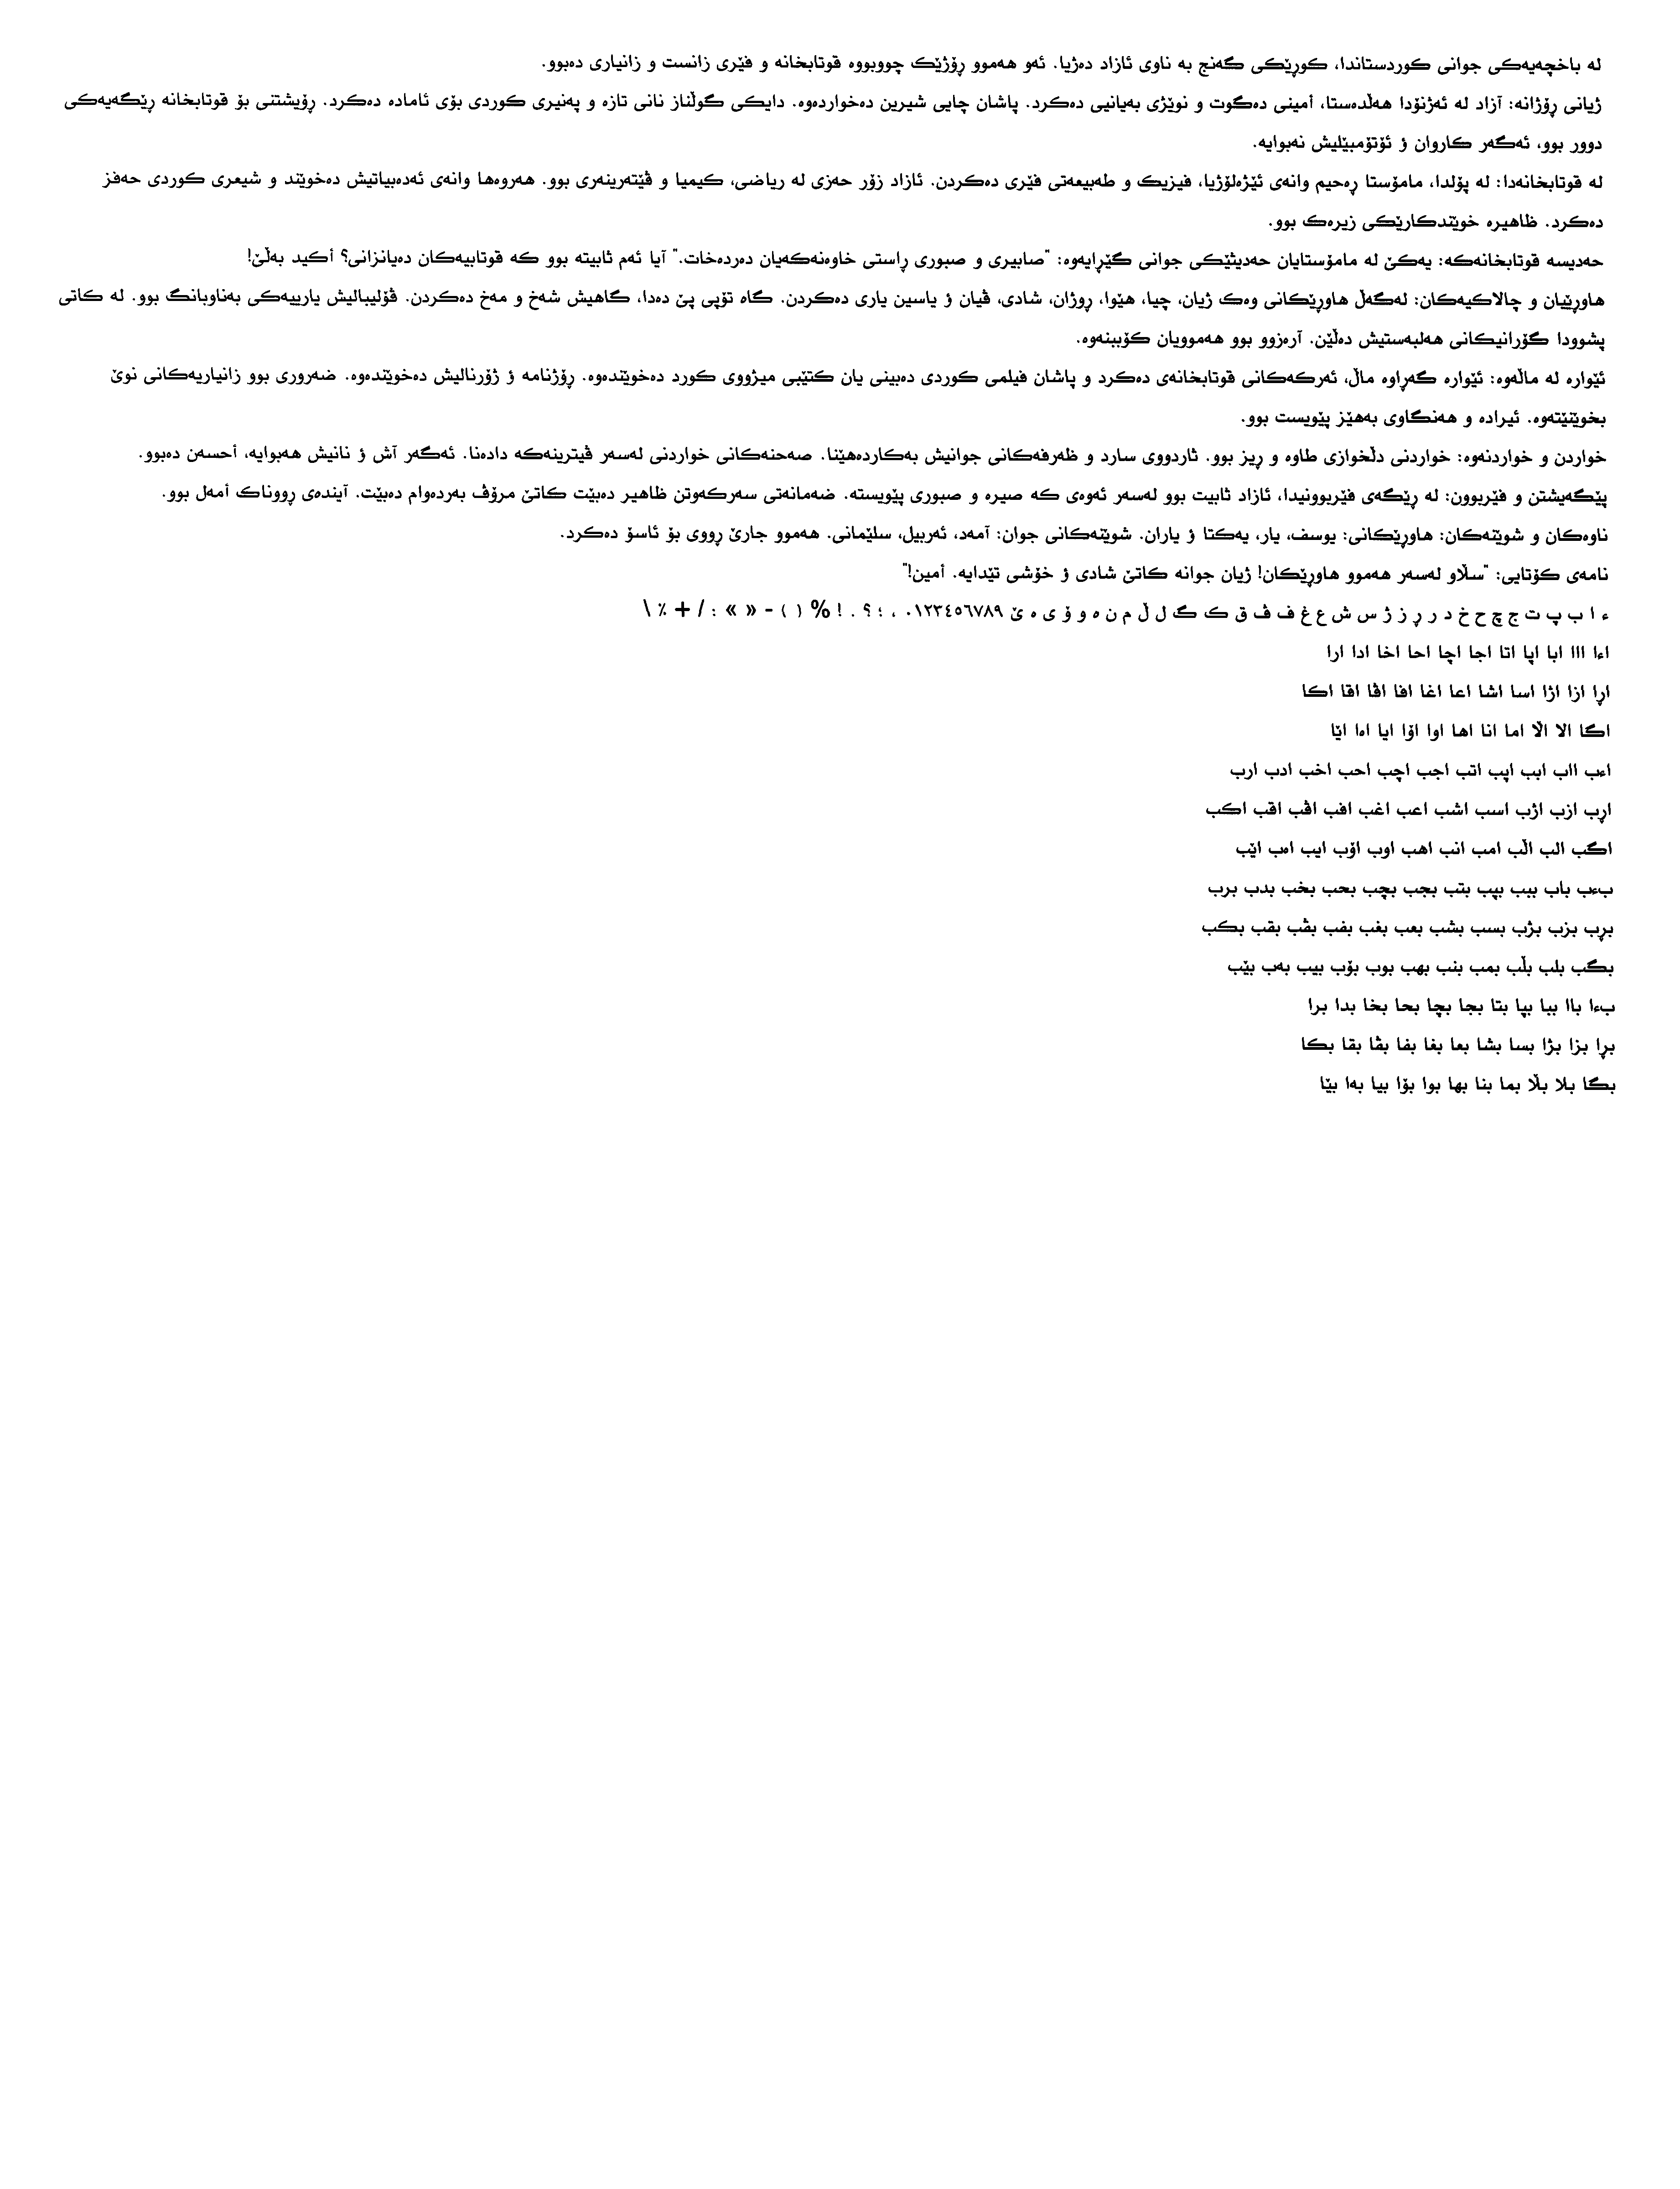 لە باخچەیەکی جوانی کوردستاندا، کوڕێکی گەنج بە ناوی ئازاد دەژیا. ئەو هەموو ڕۆژێک چووبووە قوتابخانە و فێری زانست و زانیاری دەبوو.
ژیانی ڕۆژانە: آزاد لە ئەژنۆدا هەڵدەستا، أمینی دەگوت و نوێژی بەیانیی دەکرد. پاشان چایی شیرین دەخواردەوە. دایکی گوڵناز نانی تازە و پەنیری کوردی بۆی ئامادە دەکرد. ڕۆیشتنی بۆ قوتابخانە ڕێگەیەکی
دوور بوو، ئەگەر کاروان ؤ ئۆتۆمبێلیش نەبوایە.
لە قوتابخانەدا: لە پۆلدا، مامۆستا ڕەحیم وانەی ئێژەلۆژیا، فیزیک و طەبیعەتی فێری دەکردن. ئازاد زۆر حەزی لە ریاضی، کیمیا و ڤێتەرینەری بوو. هەروەها وانەی ئەدەبیاتیش دەخوێند و شیعری کوردی حەفز
دەکرد. ظاهیرە خوێندکارێکی زیرەک بوو.
حەدیسە قوتابخانەکە: یەکێ لە مامۆستایان حەدیثێکی جوانی گێڕایەوە: "صابیری و صبوری ڕاستی خاوەنەکەیان دەردەخات." آیا ئەم ثابیتە بوو کە قوتابیەکان دەیانزانی؟ أکید بەڵێ!
هاوڕێیان و چالاکیەکان: لەگەڵ هاوڕێکانی وەک ژیان، چیا، هێوا، ڕوژان، شادی، ڤیان ؤ یاسین یاری دەکردن. گاە تۆپی پێ دەدا، گاهیش شەخ و مەخ دەکردن. ڤۆلیبالیش یارییەکی بەناوبانگ بوو. لە کاتی
پشوودا گۆرانیکانی هەلبەستیش دەڵێن. آرەزوو بوو هەموویان کۆببنەوە.
ئێوارە لە ماڵەوە: ئێوارە گەڕاوە ماڵ، ئەرکەکانی قوتابخانەی دەکرد و پاشان فیلمی کوردی دەبینی یان کتێبی میژووی کورد دەخوێندەوە. ڕۆژنامە ؤ ژۆرنالیش دەخوێندەوە. ضەروری بوو زانیاریەکانی نوێ
بخوێنێتەوە. ئیرادە و هەنگاوی بەهێز پێویست بوو.
خواردن و خواردنەوە: خواردنی دڵخوازی طاوە و ڕیز بوو. ثاردووی سارد و ظەرفەکانی جوانیش بەکاردەهێنا. صەحنەکانی خواردنی لەسەر ڤیترینەکە دادەنا. ئەگەر آش ؤ نانیش هەبوایە، أحسەن دەبوو.
پێگەیشتن و فێربوون: لە ڕێگەی فێربوونیدا، ئازاد ثابیت بوو لەسەر ئەوەی کە صیرە و صبوری پێویستە. ضەمانەتی سەرکەوتن ظاهیر دەبێت کاتێ مرۆڤ بەردەوام دەبێت. آیندەی ڕووناک أمەل بوو.
ناوەکان و شوێنەکان: هاوڕێکانی: یوسف، یار، یەکتا ؤ یاران. شوێنەکانی جوان: آمەد، ئەربیل، سلێمانی. هەموو جارێ ڕووی بۆ ئاسۆ دەکرد.
نامەی کۆتایی: "سڵاو لەسەر هەموو هاوڕێکان! ژیان جوانە کاتێ شادی ؤ خۆشی تێدایە. أمین!"
ء ا ب پ ت ج چ ح خ د ر ڕ ز ژ س ش ع غ ف ڤ ق ک گ ل ڵ م ن ە و ۆ ی ە ێ ٠١٢٣٤٥٦٧٨٩ ، ؛ ؟ . ! % ( ) - « » : / + ٪ \
اءا ااا ابا اپا اتا اجا اچا احا اخا ادا ارا
اڕا ازا اژا اسا اشا اعا اغا افا اڤا اقا اکا
اگا الا اڵا اما انا اها اوا اۆا ایا اەا اێا
اءب ااب ابب اپب اتب اجب اچب احب اخب ادب ارب
اڕب ازب اژب اسب اشب اعب اغب افب اڤب اقب اکب
اگب الب اڵب امب انب اهب اوب اۆب ایب اەب اێب
بءب باب ببب بپب بتب بجب بچب بحب بخب بدب برب
بڕب بزب بژب بسب بشب بعب بغب بفب بڤب بقب بکب
بگب بلب بڵب بمب بنب بهب بوب بۆب بیب بەب بێب
بءا باا ببا بپا بتا بجا بچا بحا بخا بدا برا
بڕا بزا بژا بسا بشا بعا بغا بفا بڤا بقا بکا
بگا بلا بڵا بما بنا بها بوا بۆا بیا بەا بێا